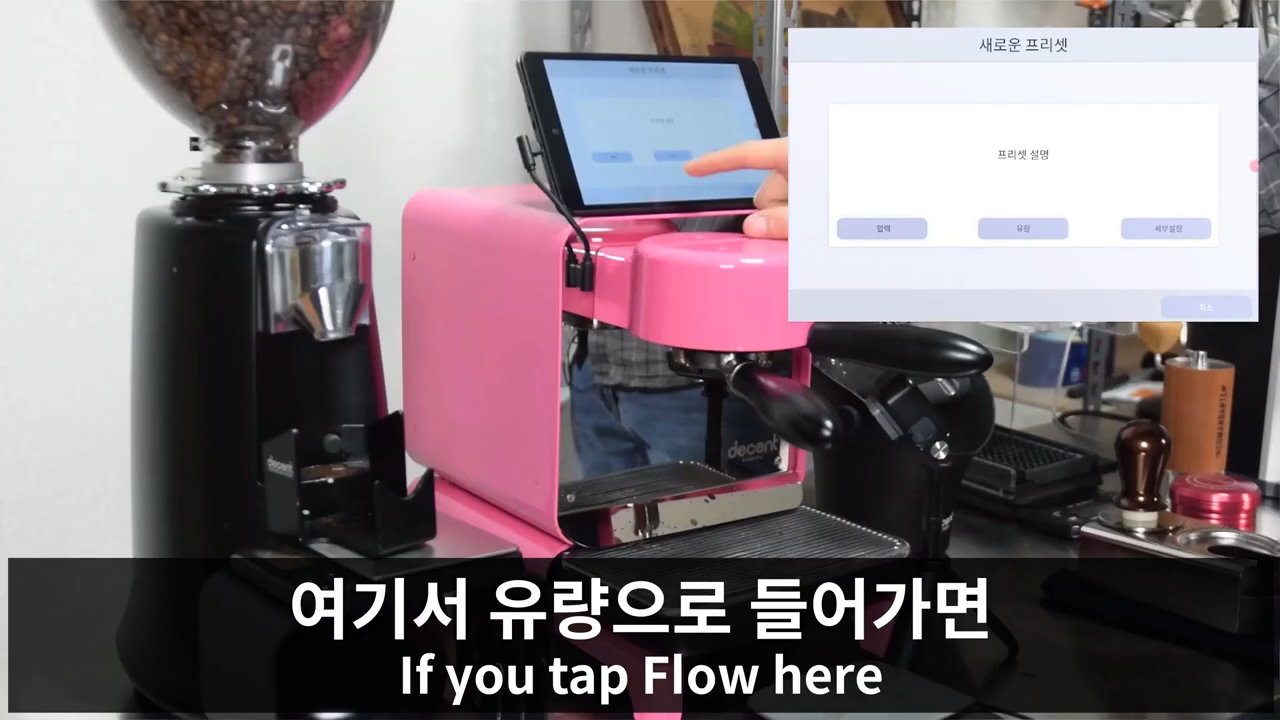 새로운 프리셋
프리셋 설명
압력
유량
세부설정
취소
decent
decent
여기서 유량으로 들어가면
If you tap Flow here